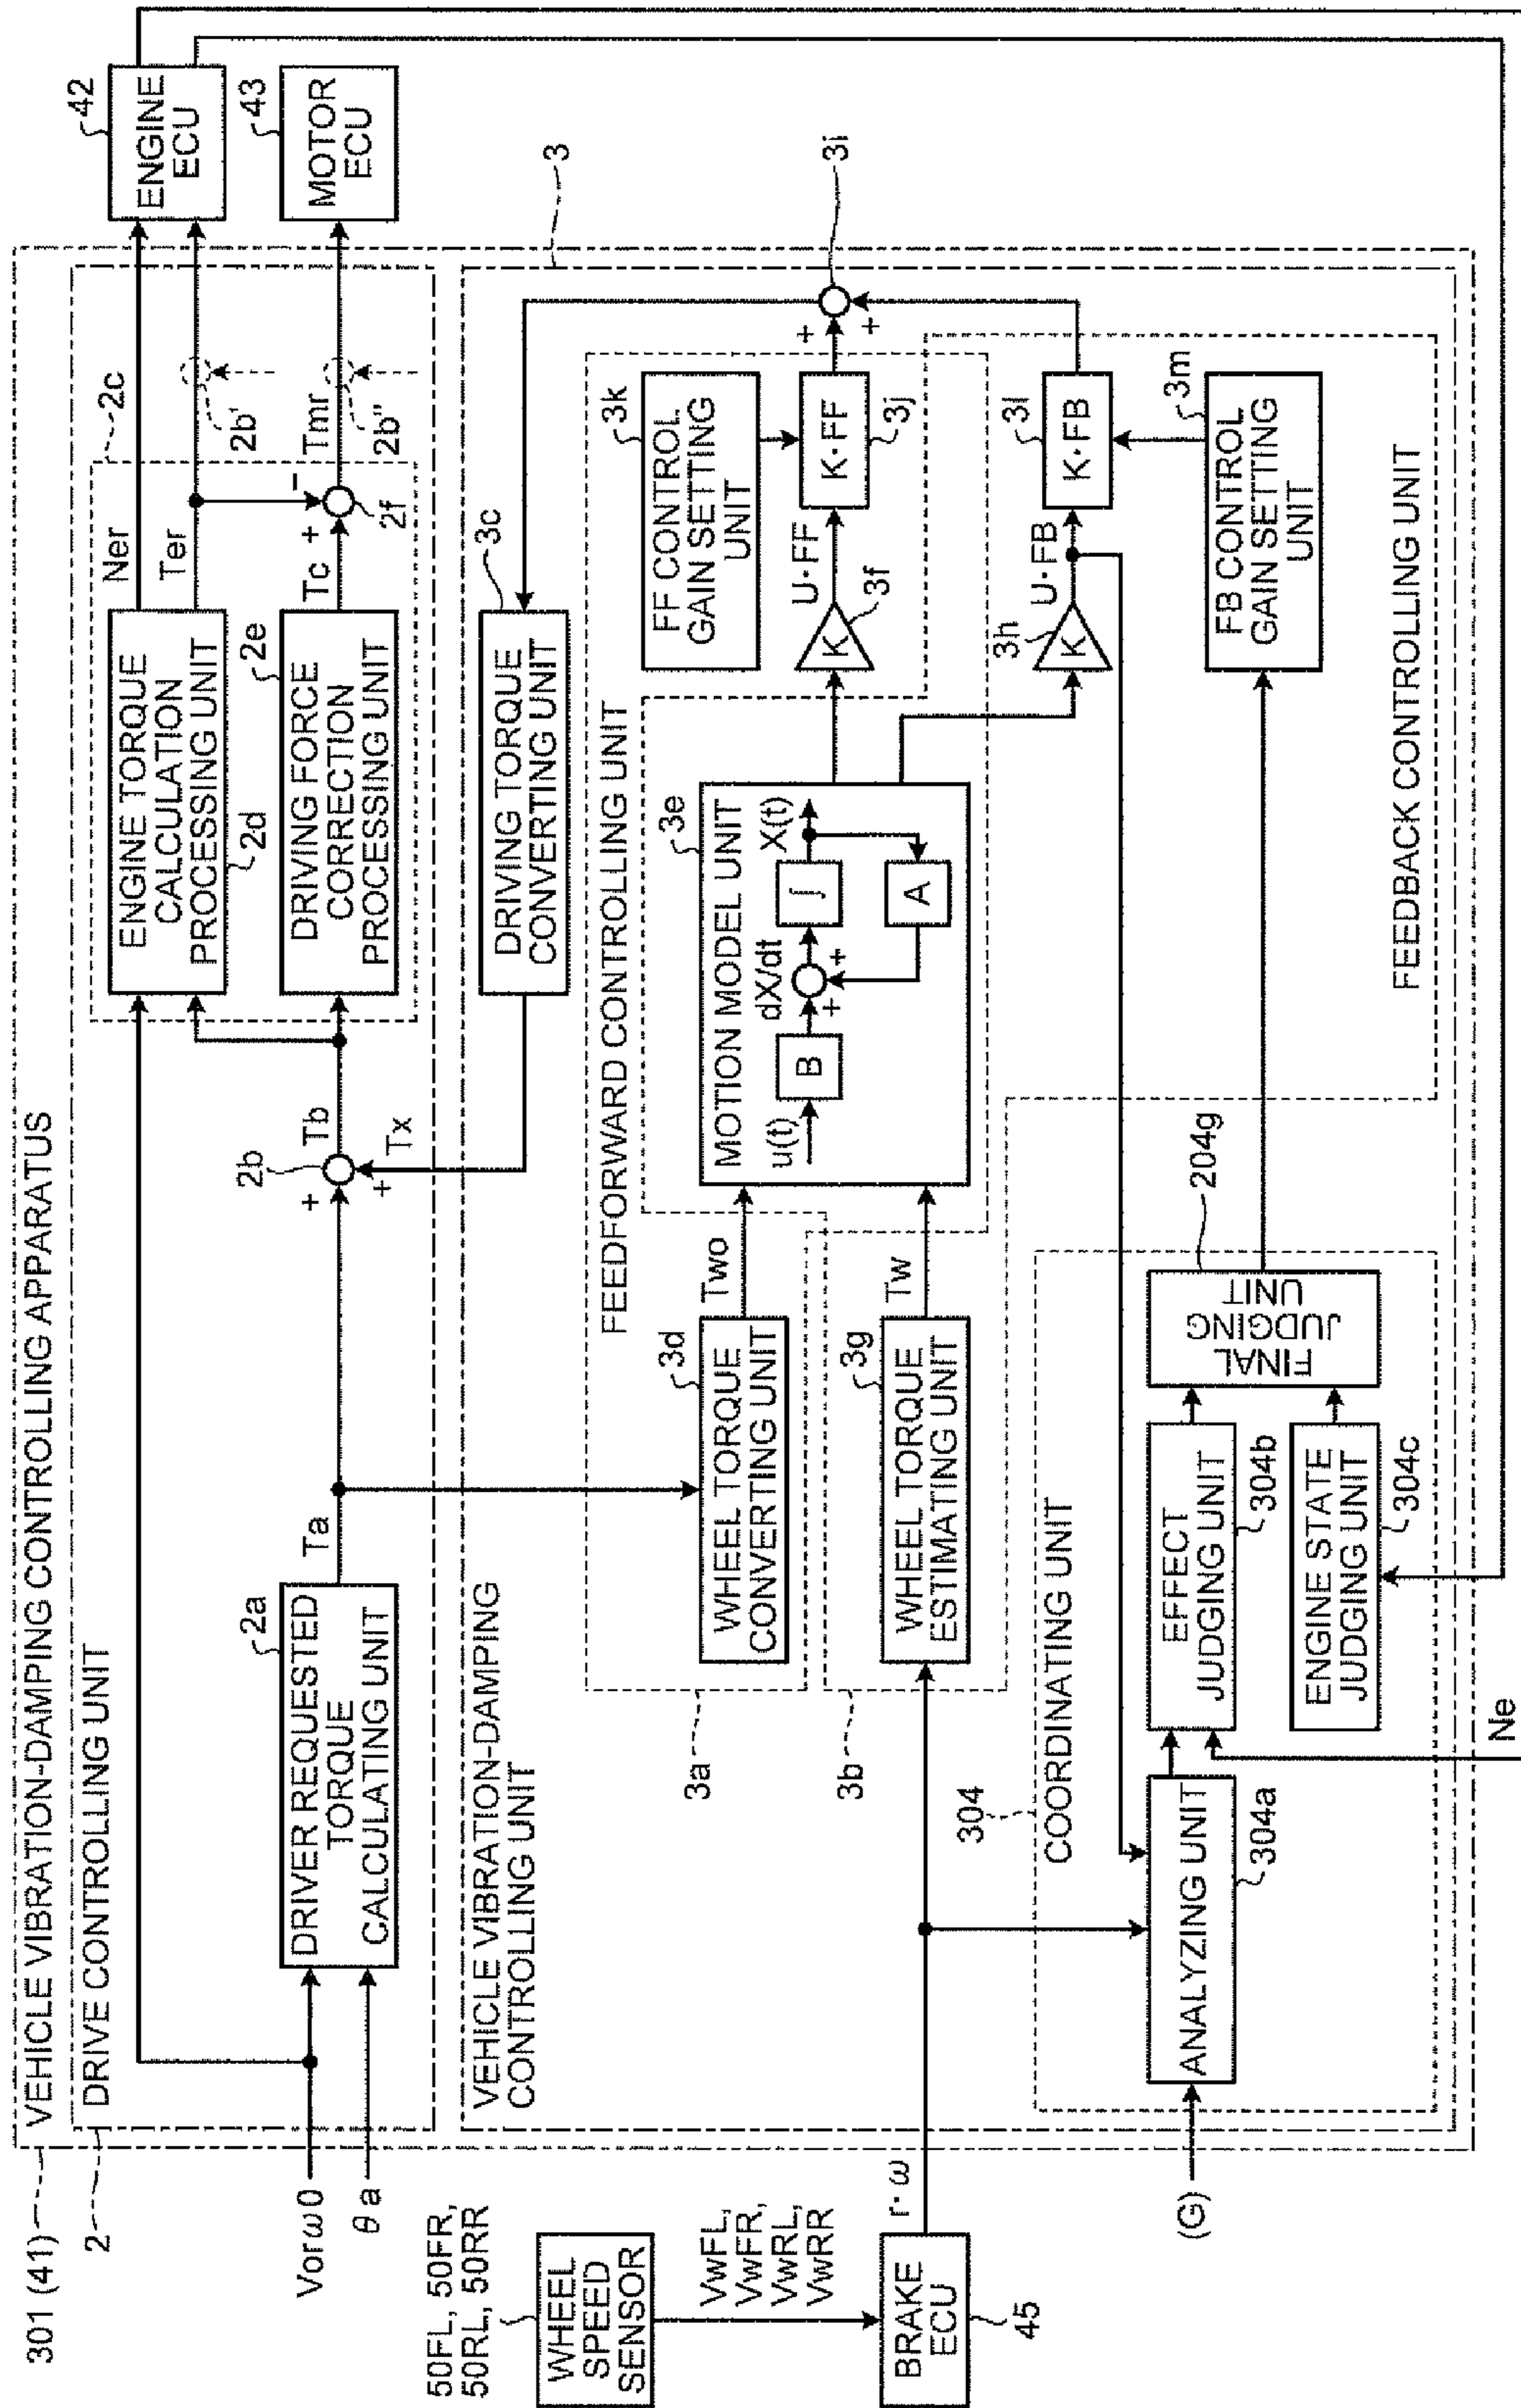 301 (41)
VEHICLE VIBRATION-DAMPING CONTROLLING APPARATUS
2
DRIVE CONTROLLING UNIT
Vorω0
θa
DRIVER REQUESTED
TORQUE
CALCULATING UNIT
2a
Ta
2b
+
+
Tb
Tx
ENGINE TORQUE
CALCULATION
PROCESSING UNIT
2d
DRIVING FORCE
CORRECTION
PROCESSING UNIT
2e
2c
Ner
Ter
Tc
+
-
2f
Tmr
2b'
2b"
ENGINE
ECU
42
MOTOR
ECU
43
VEHICLE VIBRATION-DAMPING
CONTROLLING UNIT
3
DRIVING TORQUE
CONVERTING UNIT
3c
3i
+
+
FEEDFORWARD CONTROLLING UNIT
3a
WHEEL TORQUE
CONVERTING UNIT
3d
Two
MOTION MODEL UNIT
3e
u(t)
B
dX/dt
+
+
∫
X(t)
A
K
3f
U·FF
FF CONTROL
GAIN SETTING
UNIT
3k
K·FF
3j
50FL, 50FR,
50RL, 50RR
WHEEL
SPEED
SENSOR
VwFL,
VwFR,
VwRL,
VwRR
BRAKE
ECU
45
r·ω
3b
WHEEL TORQUE
ESTIMATING UNIT
3g
Tw
K
3h
U·FB
K·FB
3l
FB CONTROL
GAIN SETTING
UNIT
3m
FEEDBACK CONTROLLING UNIT
304
COORDINATING UNIT
(G)
ANALYZING UNIT
304a
EFFECT
JUDGING UNIT
304b
ENGINE STATE
JUDGING UNIT
304c
FINAL
JUDGING
UNIT
204g
Ne